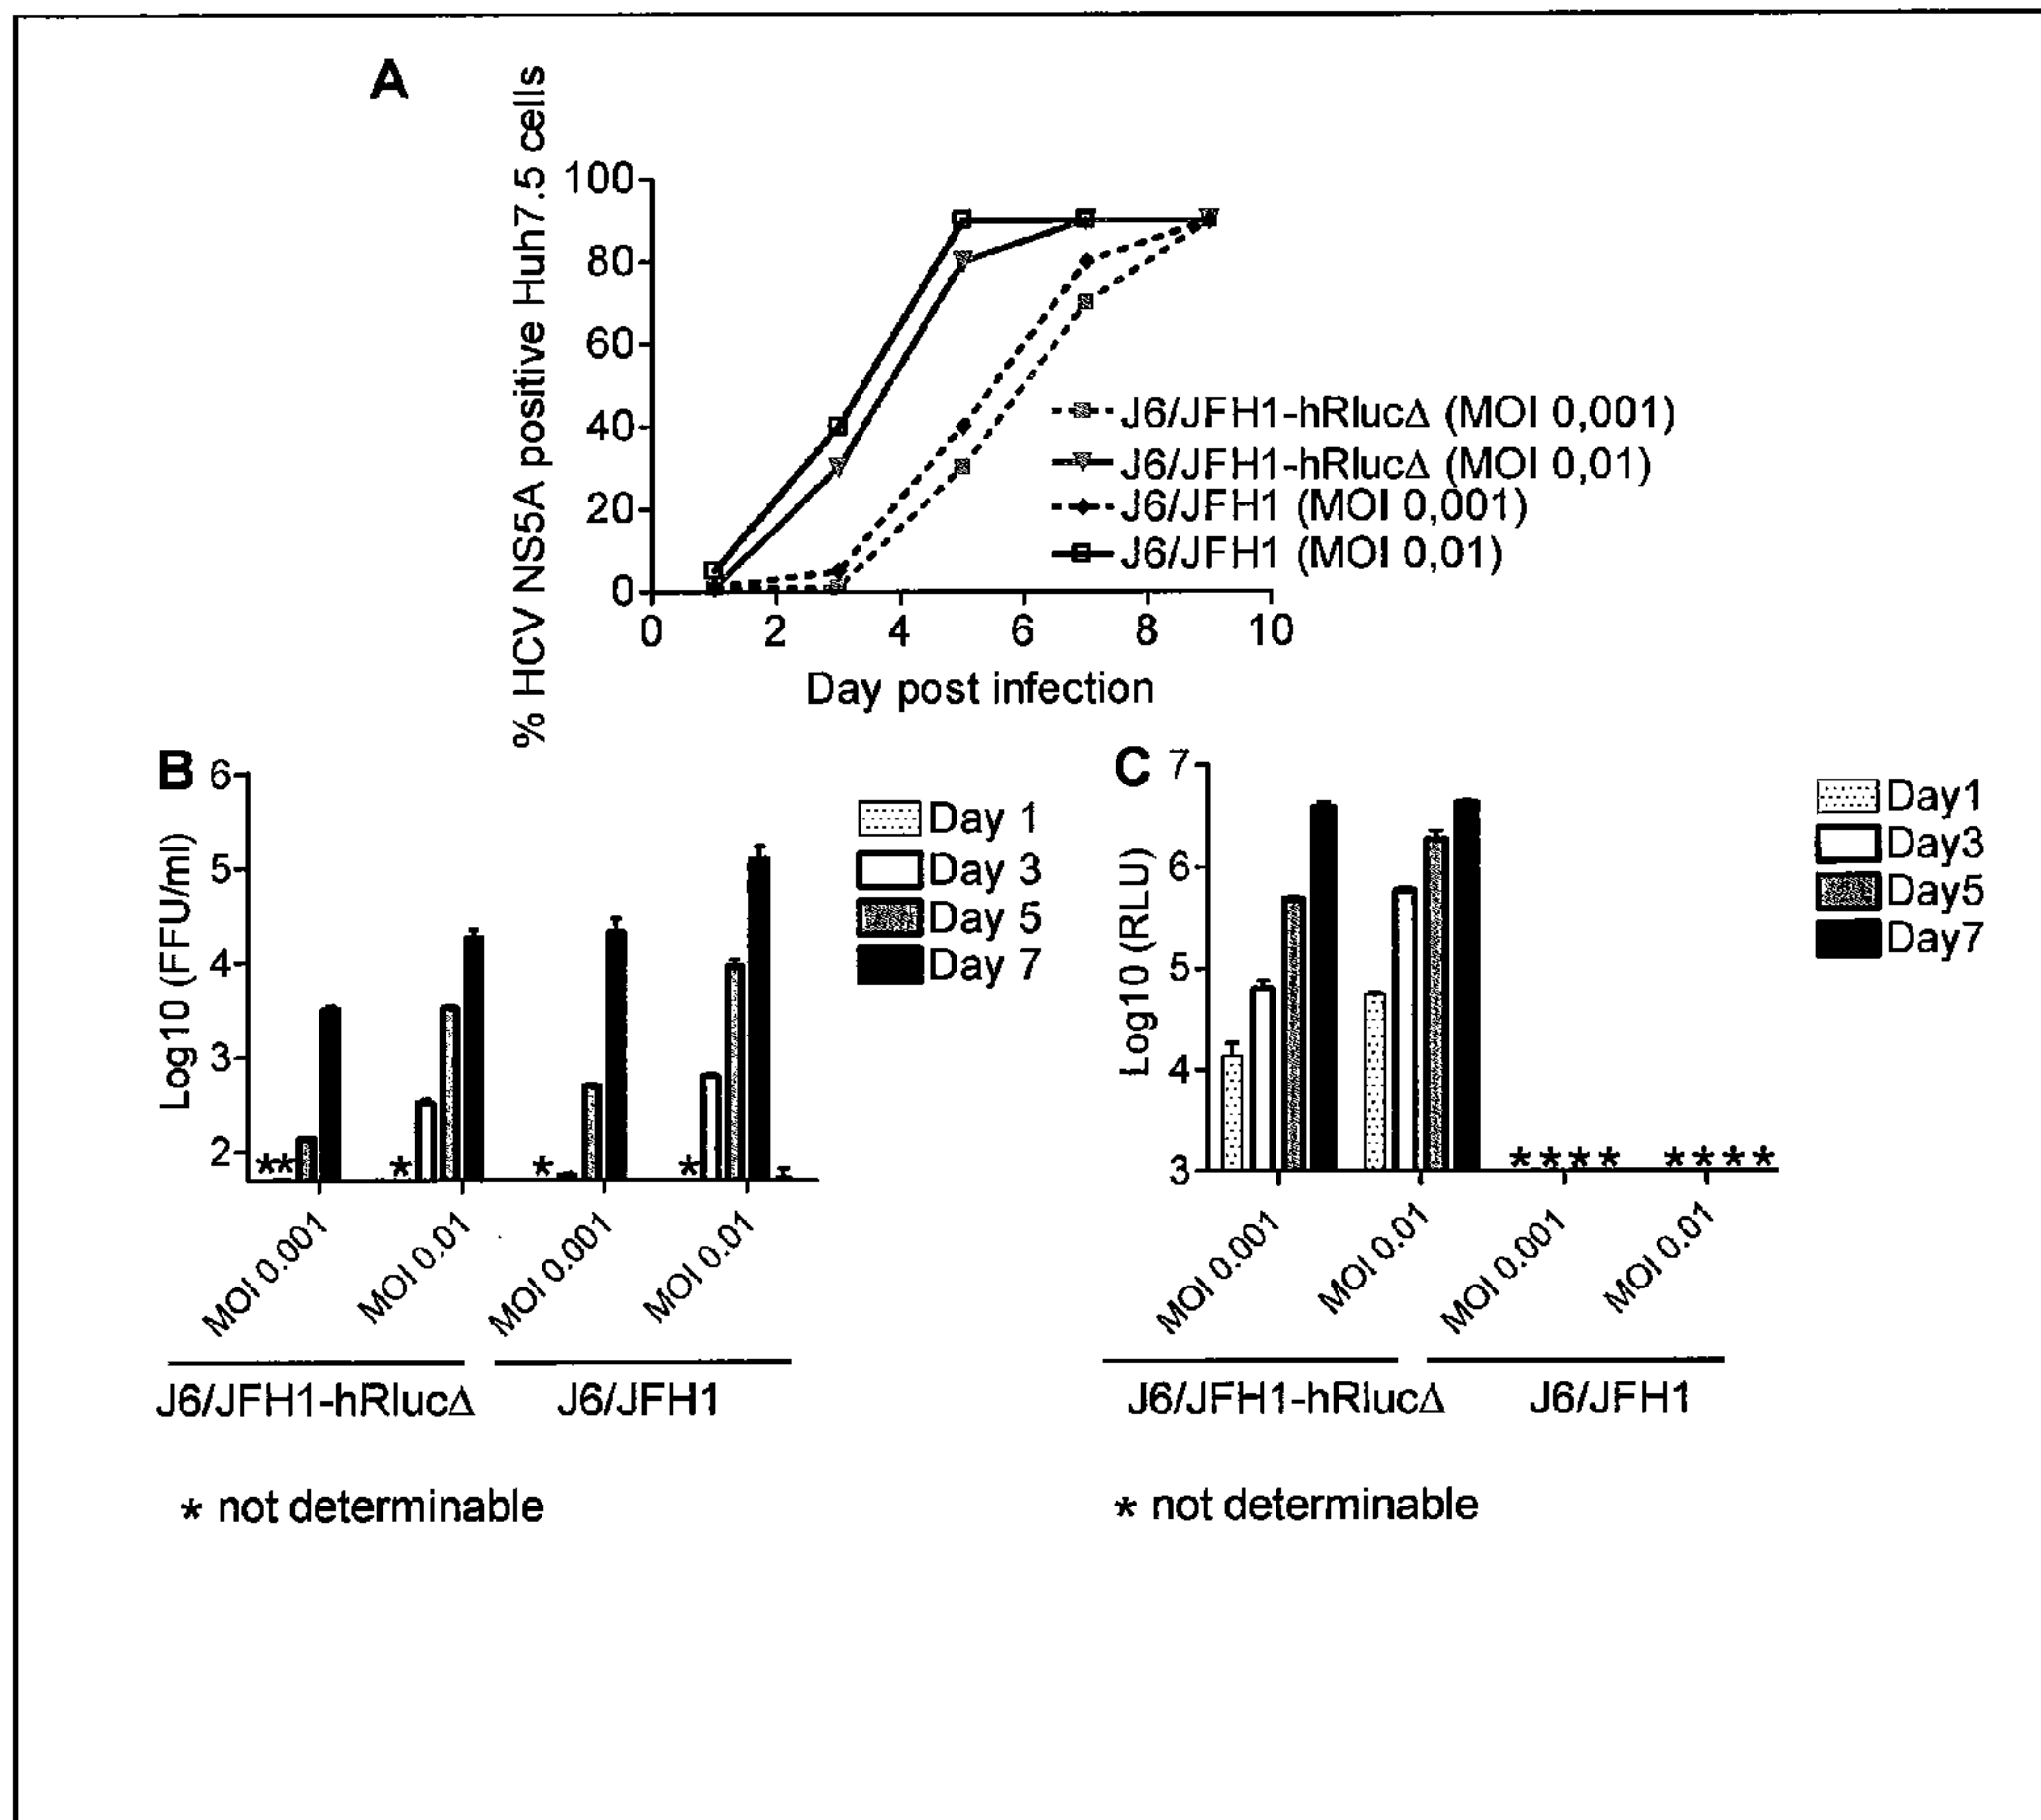 A
% HCV NS5A positive Huh7.5 cells
100
80
60
40
20
0
0 2 4 6 8 10
Day post infection
J6/JFH1-hRlucΔ (MOI 0,001)
J6/JFH1-hRlucΔ (MOI 0,01)
J6/JFH1 (MOI 0,001)
J6/JFH1 (MOI 0,01)
B
Log10 (FFU/ml)
6
5
4
3
2
Day 1
Day 3
Day 5
Day 7
** * * *
MOI 0.001 MOI 0.01 MOI 0.001 MOI 0.01
J6/JFH1-hRlucΔ J6/JFH1
* not determinable
C
Log10 (RLU)
7
6
5
4
3
Day1
Day3
Day5
Day7
**** ****
MOI 0.001 MOI 0.01 MOI 0.001 MOI 0.01
J6/JFH1-hRlucΔ J6/JFH1
* not determinable